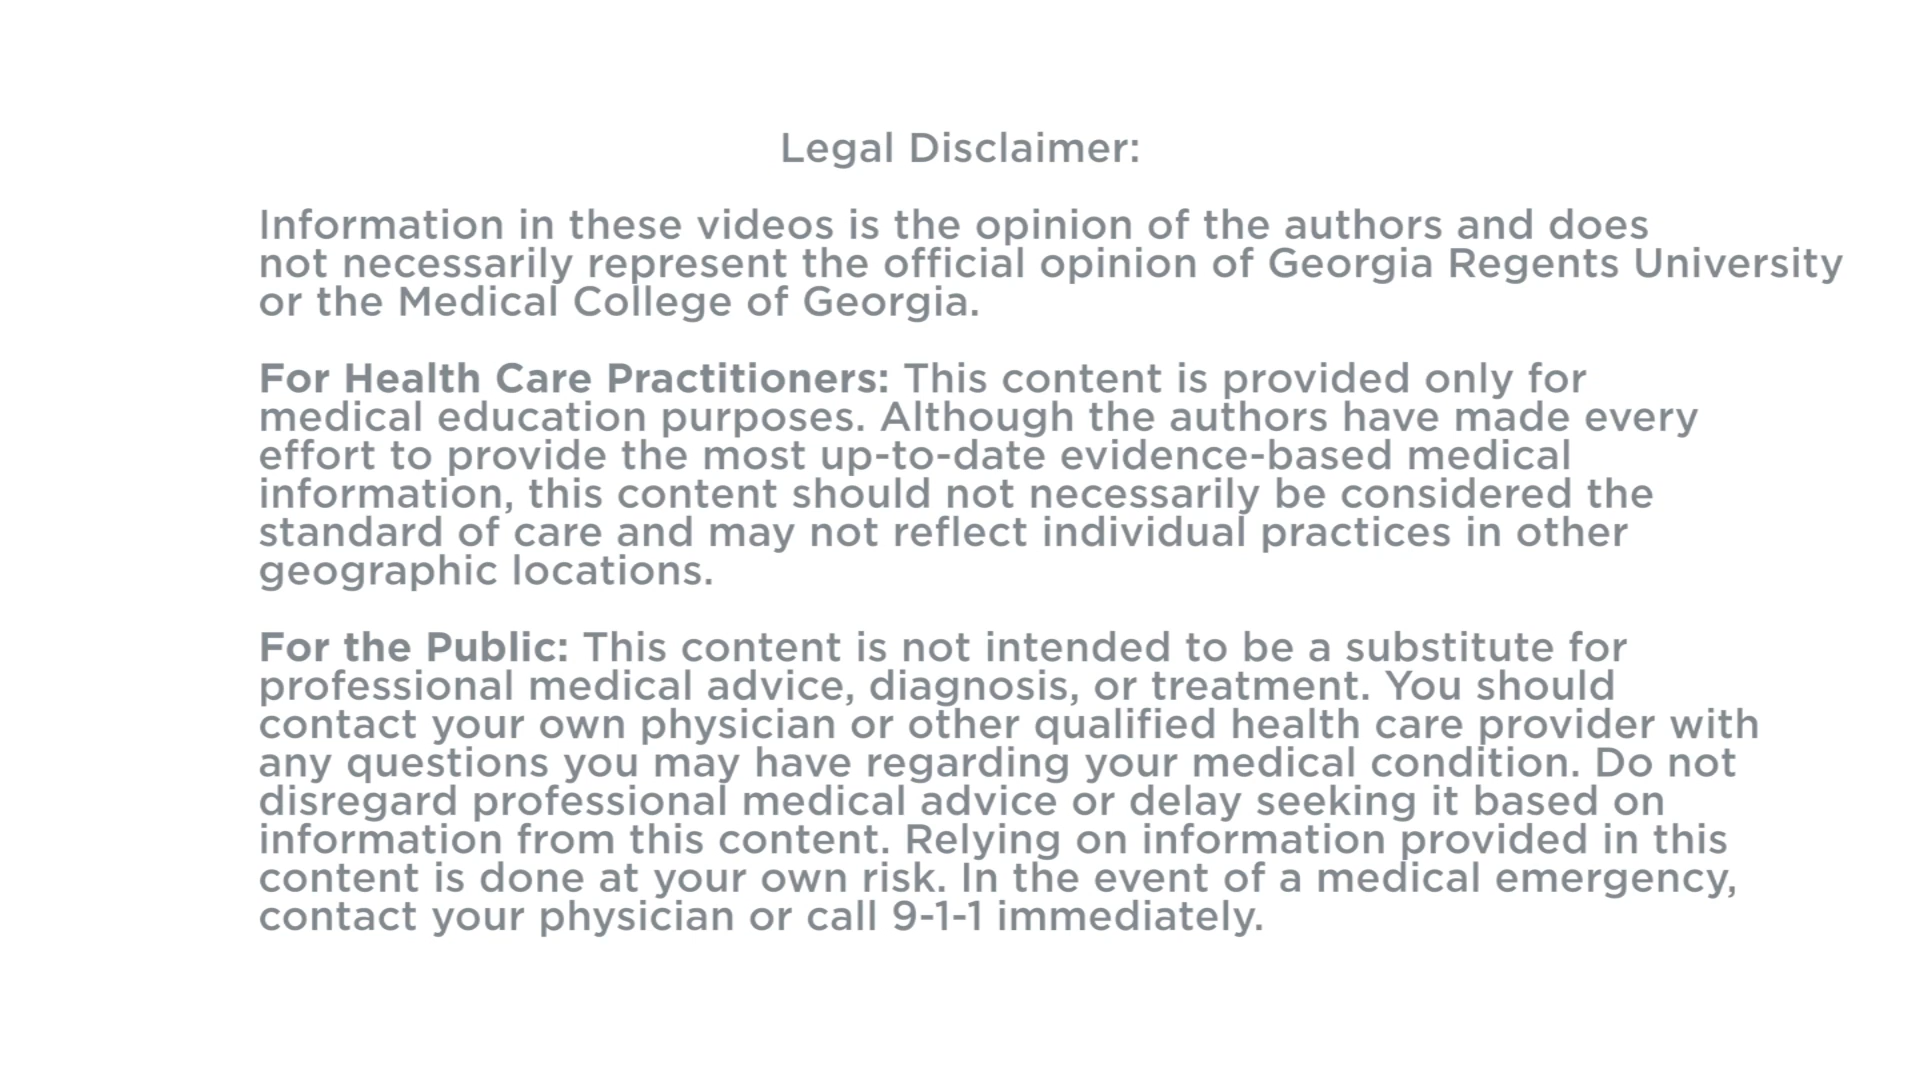 Legal Disclaimer:
Information in these videos is the opinion of the authors and does
not necessarily represent the official opinion of Georgia Regents University
or the Medical College of Georgia.
For Health Care Practitioners: This content is provided only for
medical education purposes. Although the authors have made every
effort to provide the most up-to-date evidence-based medical
information, this content should not necessarily be considered the
standard of care and may not reflect individual practices in other
geographic locations.
For the Public: This content is not intended to be a substitute for
professional medical advice, diagnosis, or treatment. You should
contact your own physician or other qualified health care provider with
any questions you may have regarding your medical condition. Do not
disregard professional medical advice or delay seeking it based on
information from this content. Relying on information provided in this
content is done at your own risk. In the event of a medical emergency,
contact your physician or call 9-1-1 immediately.